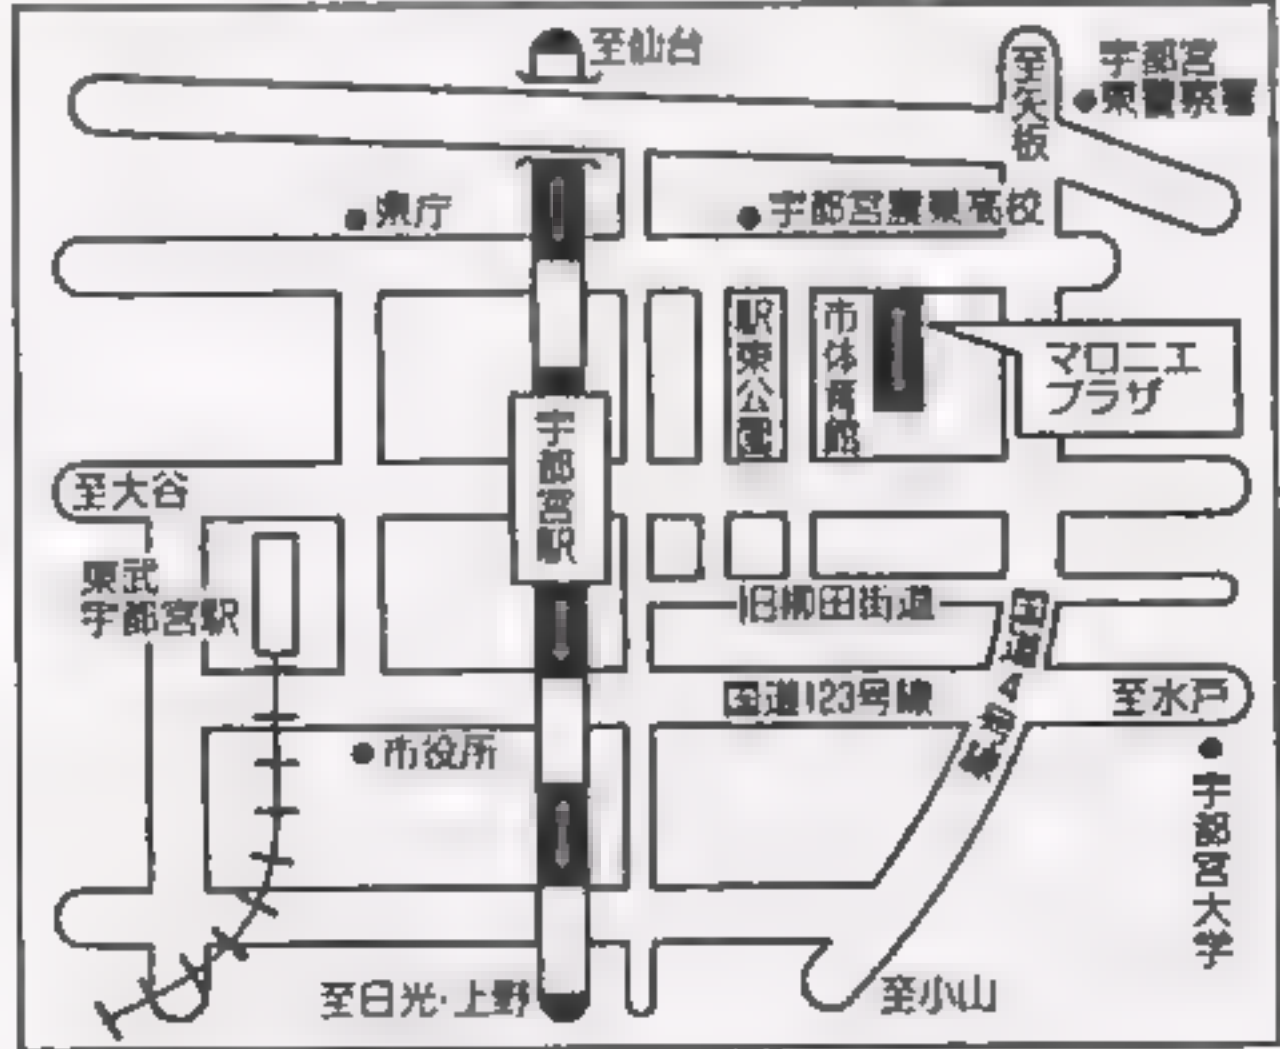 至仙台
至矢板
宇都宮
東警察署
県庁
宇都宮農業高校
駅東公園
市体育館
マロニエ
プラザ
宇都宮駅
至大谷
東武
宇都宮駅
旧柳田街道
国道4号線
国道123号線
至水戸
市役所
宇都宮大学
至日光・上野
至小山